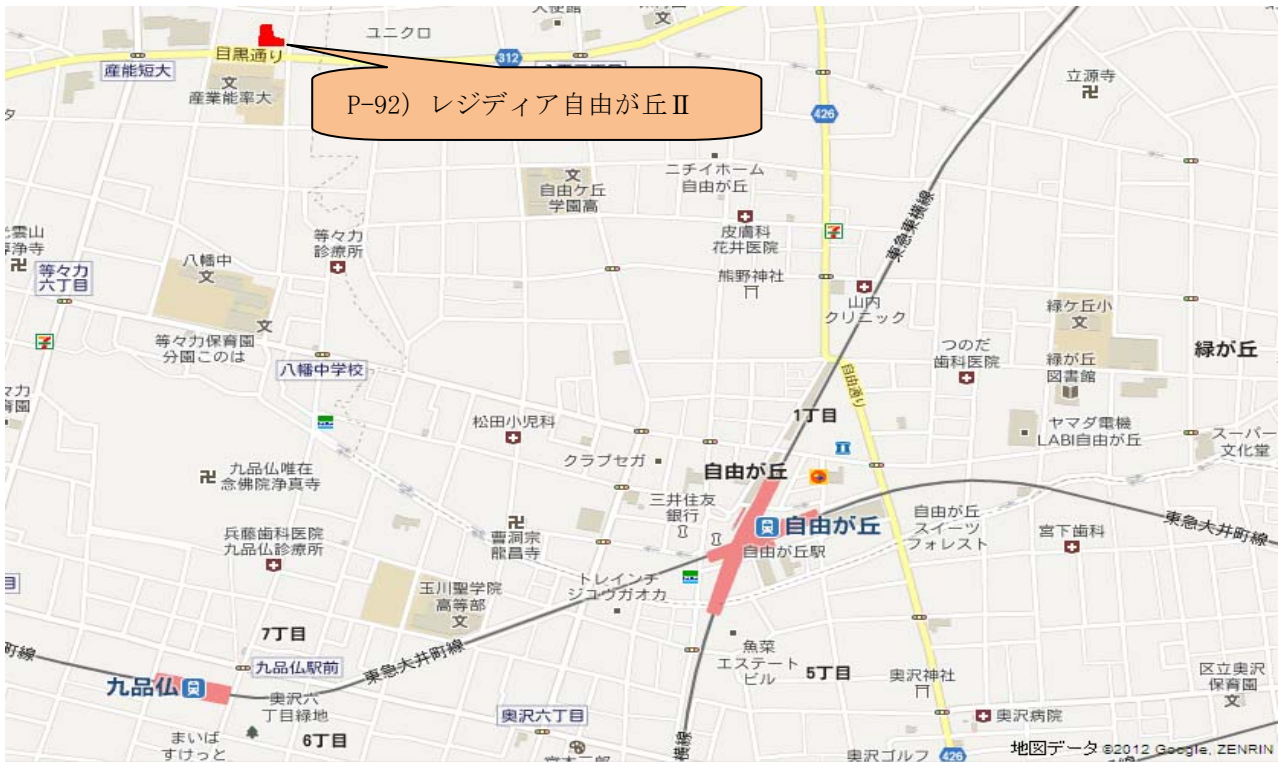 大使館
文
ユニクロ
目黒通り
312
産能短大
文
産業能率大
P-92) レジディア自由が丘Ⅱ
立源寺
卍
426
ニチイホーム
自由が丘
文
自由ケ丘
学園高
東急東横線
皮膚科
花井医院
等々力
診療所
熊野神社
八幡中
文
卍
等々力
六丁目
山内
クリニック
緑ケ丘小
文
文
等々力保育園
分園このは
緑が丘
つのだ
歯科医院
緑が丘
図書館
八幡中学校
自由通り
1丁目
松田小児科
ヤマダ電機
LABI自由が丘
スーパー
文化堂
クラブセガ
自由が丘
卍
九品仏唯在
念佛院浄真寺
三井住友
銀行
自由が丘
自由が丘
スイーツ
フォレスト
東急大井町線
卍
曹洞宗
龍昌寺
兵藤歯科医院
九品仏診療所
宮下歯科
自由が丘駅
トレインチ
ジユウガオカ
玉川聖学院
高等部
文
7丁目
魚菜
エステート
ビル
東急大井町線
九品仏駅前
5丁目
奥沢神社
区立奥沢
保育園
文
町線
九品仏
奥沢六
丁目緑地
奥沢六丁目
奥沢病院
まいば
すけっと
6丁目
横線
奥沢ゴルフ
426
地図データ ©2012 Google, ZENRIN